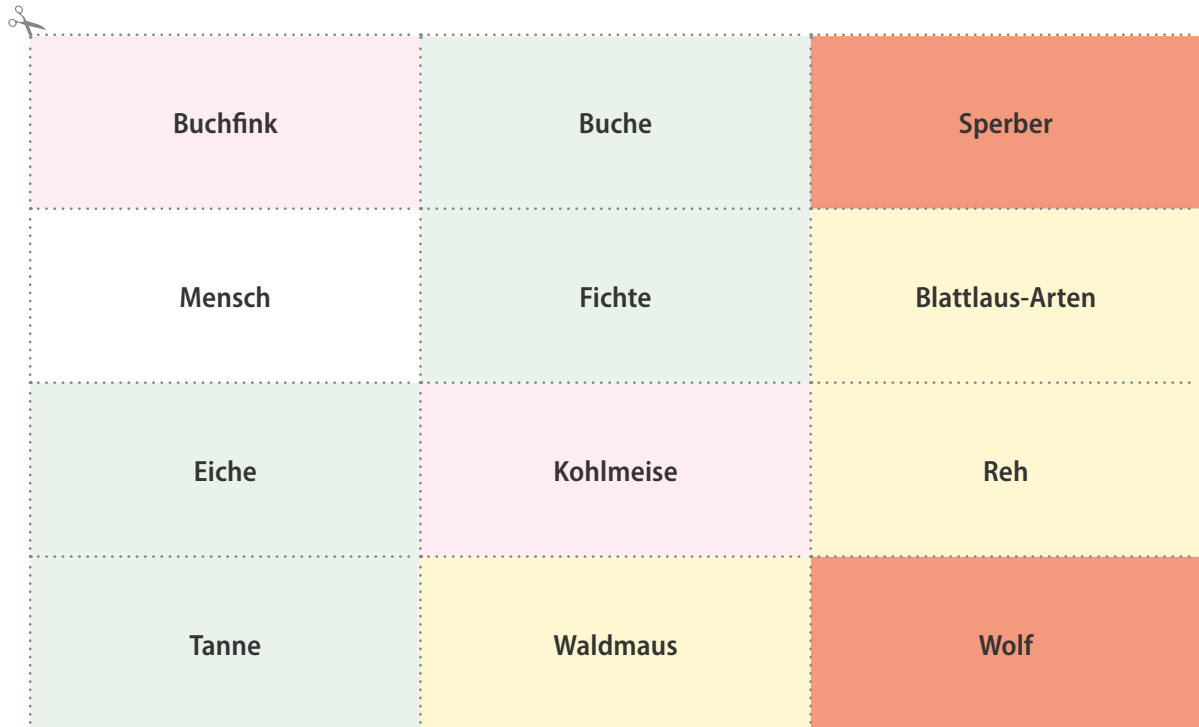 Buchfink
Buche
Sperber
Mensch
Fichte
Blattlaus-Arten
Eiche
Kohlmeise
Reh
Tanne
Waldmaus
Wolf